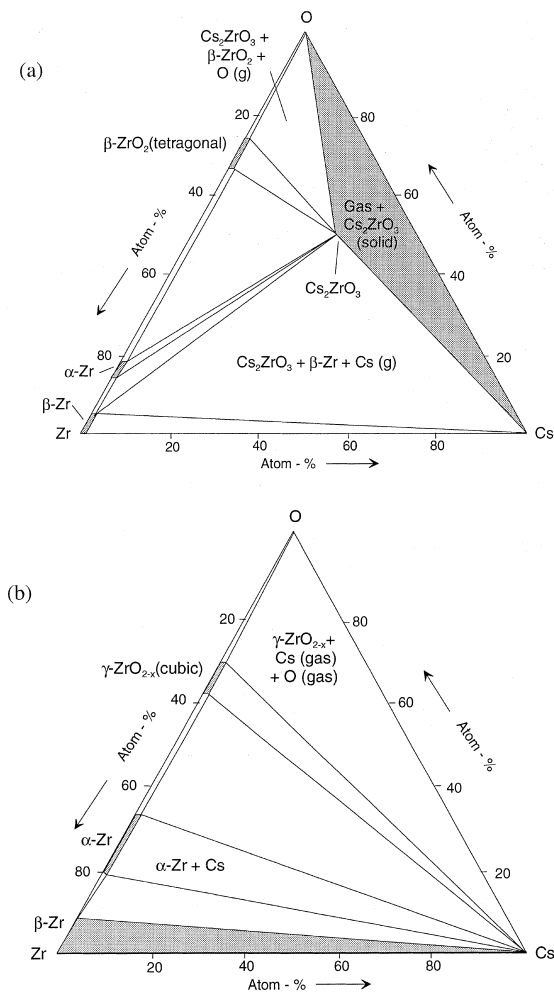 (a)
O
Cs₂ZrO₃ +
β-ZrO₂ +
O (g)
20
80
β-ZrO₂(tetragonal)
40
60
Gas +
Cs₂ZrO₃
(solid)
Atom - %
Atom - %
60
40
Cs₂ZrO₃
80
20
α-Zr
Cs₂ZrO₃ + β-Zr + Cs (g)
β-Zr
Zr
Cs
20
40
60
80
Atom - %
(b)
O
20
80
γ-ZrO₂₋ₓ+
Cs (gas)
+ O (gas)
γ-ZrO₂₋ₓ(cubic)
40
60
Atom - %
Atom - %
60
40
α-Zr
α-Zr + Cs
80
20
β-Zr
Zr
Cs
20
40
60
80
Atom - %